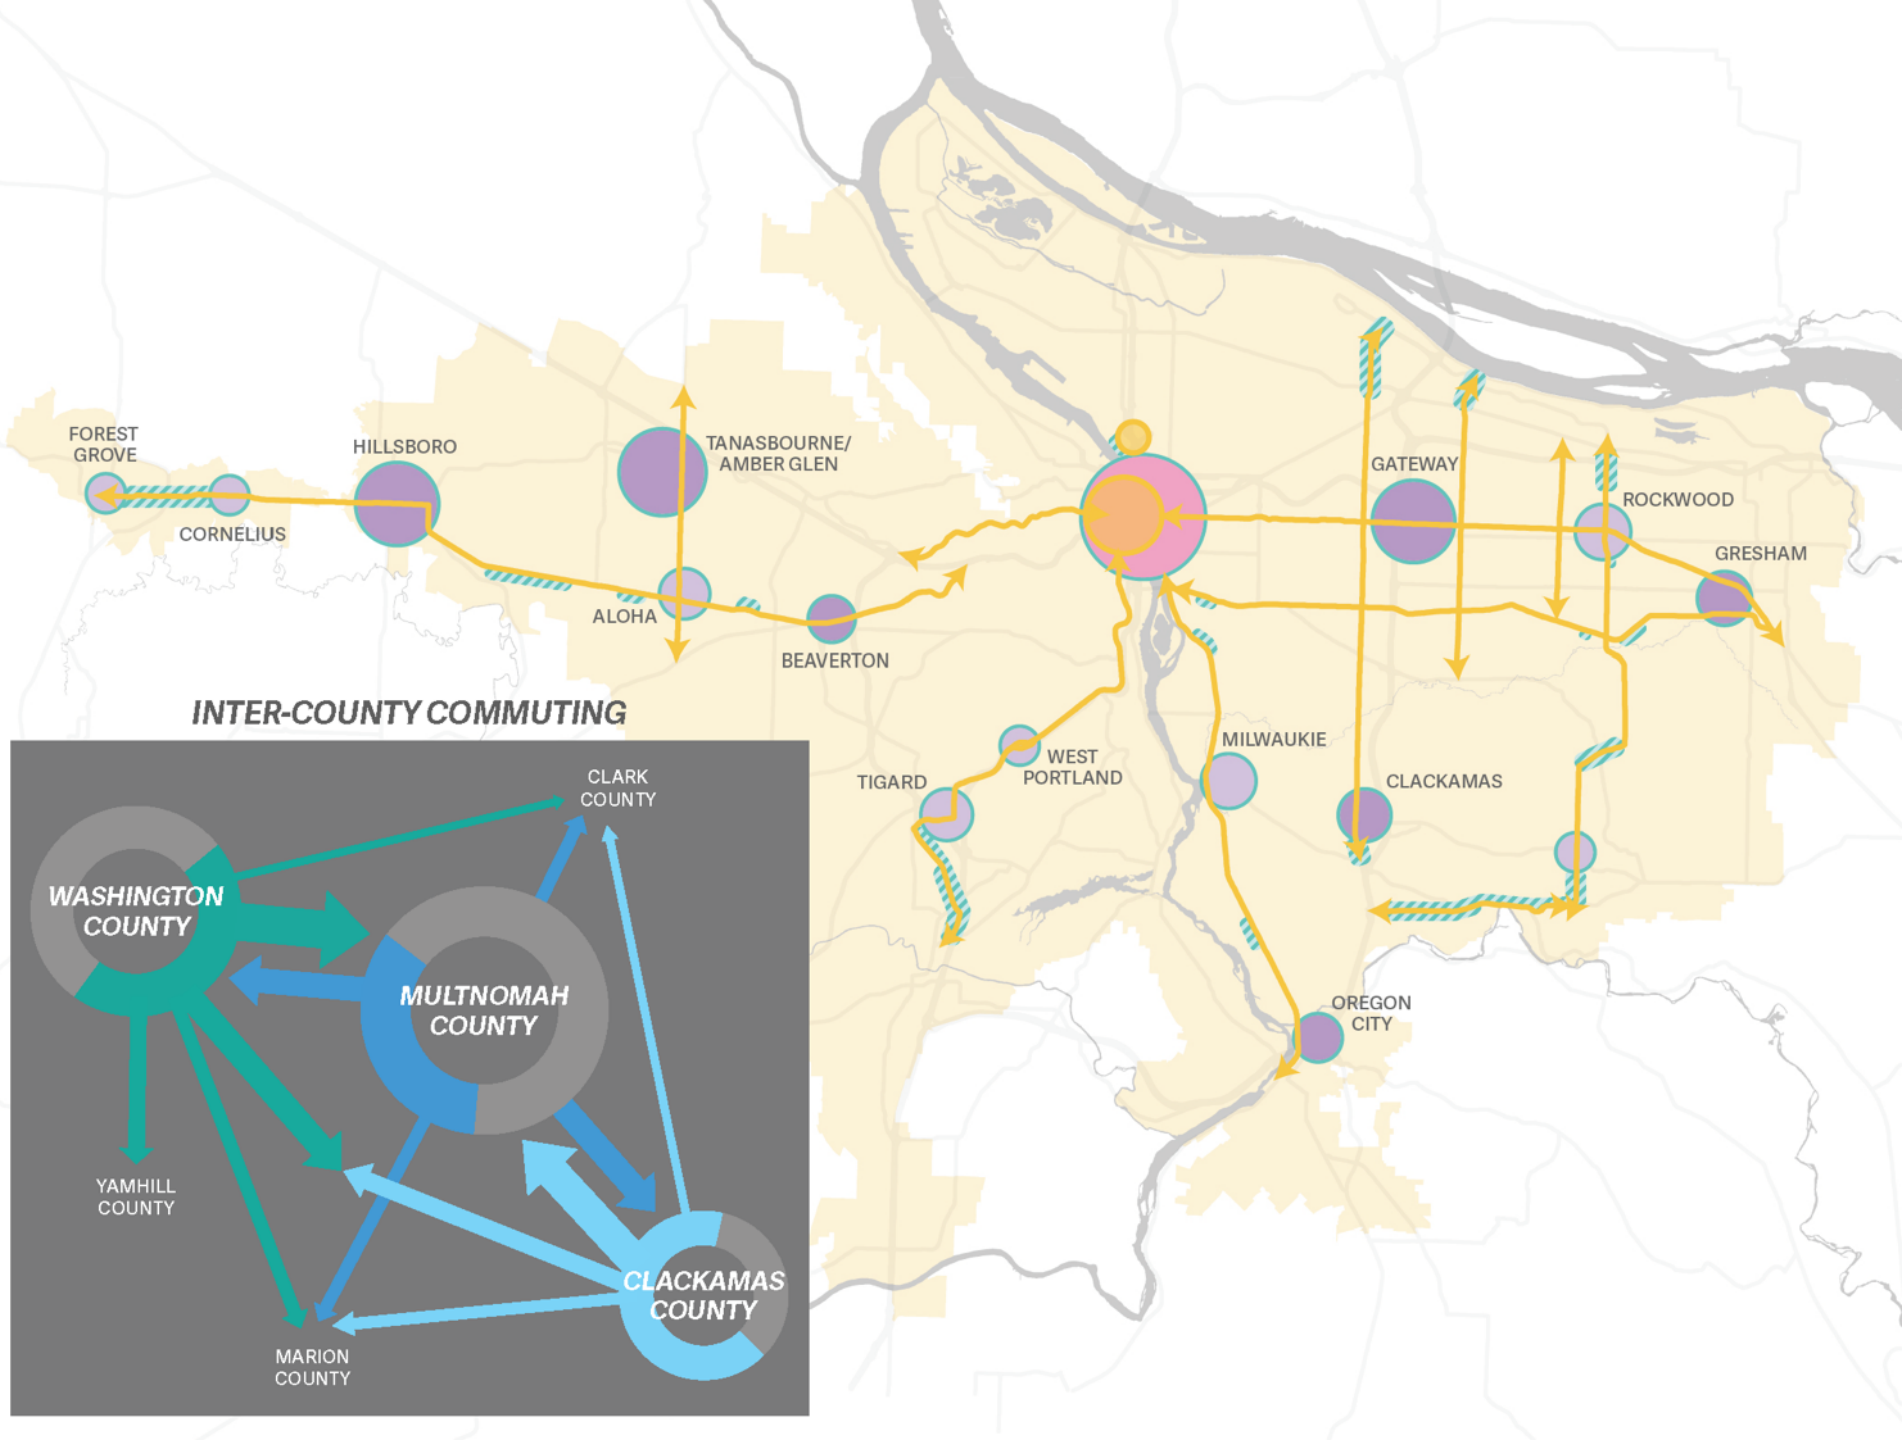 FOREST
GROVE
CORNELIUS
HILLSBORO
TANASBOURNE/
AMBER GLEN
ALOHA
BEAVERTON
GATEWAY
ROCKWOOD
GRESHAM
WEST
PORTLAND
TIGARD
MILWAUKIE
CLACKAMAS
OREGON
CITY
INTER-COUNTY COMMUTING
CLARK
COUNTY
WASHINGTON
COUNTY
MULTNOMAH
COUNTY
YAMHILL
COUNTY
CLACKAMAS
COUNTY
MARION
COUNTY